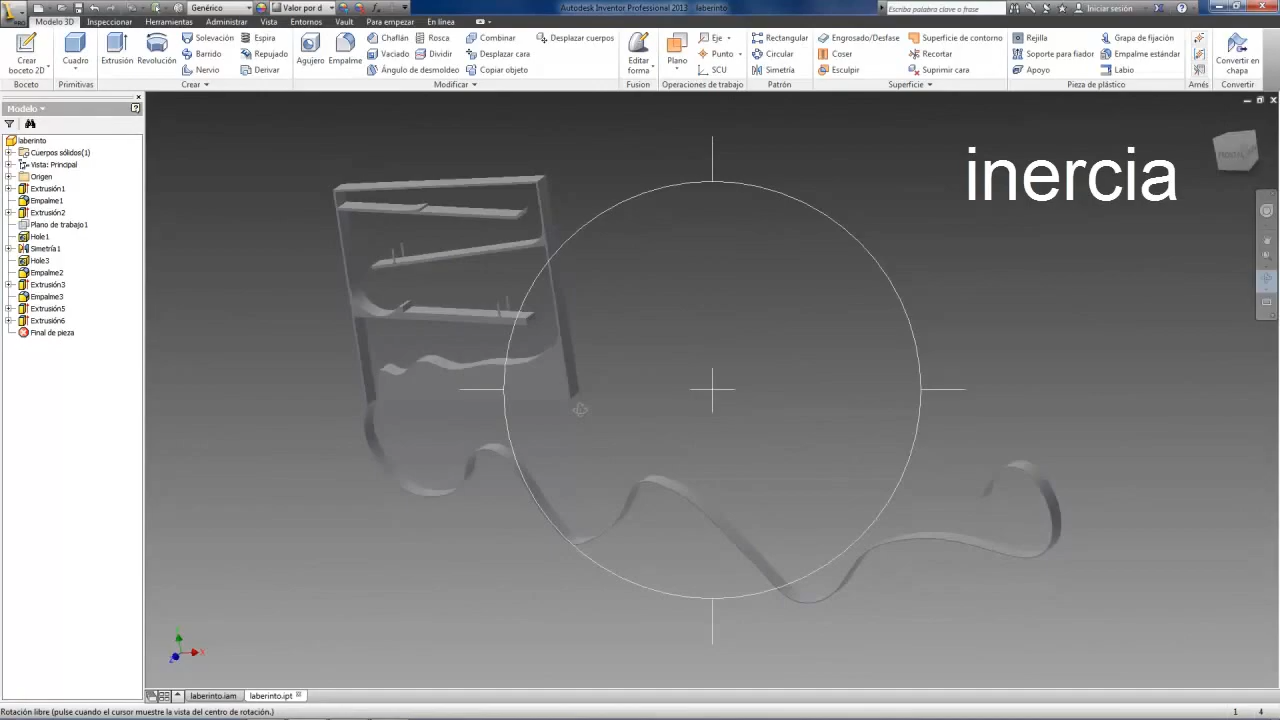 Genérico
Valor por d
Autodesk Inventor Professional 2013 laberinto
Escriba palabra clave o frase
Iniciar sesión
PRO
Modelo 3D Inspeccionar Herramientas Administrar Vista Entornos Vault Para empezar En línea
Crear
boceto 2D
Cuadro
Extrusión
Revolución
Solevación
Barrido
Nervio
Espira
Repujado
Derivar
Agujero
Empalme
Chaflán
Vaciado
Ángulo de desmoldeo
Rosca
Dividir
Combinar
Desplazar cara
Copiar objeto
Desplazar cuerpos
Editar
forma
Plano
Eje
Punto
SCU
Rectangular
Circular
Simetría
Engrosado/Desfase
Coser
Esculpir
Superficie de contorno
Recortar
Suprimir cara
Rejilla
Soporte para fiador
Apoyo
Grapa de fijación
Empalme estándar
Labio
Convertir en
chapa
Boceto Primitivas Crear Modificar Fusion Operaciones de trabajo Patrón Superficie Pieza de plástico Arnés Convertir
Modelo
laberinto
Cuerpos sólidos(1)
Vista: Principal
Origen
Extrusión1
Empalme1
Extrusión2
Plano de trabajo1
Hole1
Simetría1
Hole3
Empalme2
Extrusión3
Empalme3
Extrusión5
Extrusión6
Final de pieza
inercia
X
laberinto.iam laberinto.ipt
Rotación libre (pulse cuando el cursor muestre la vista del centro de rotación.)
1 4